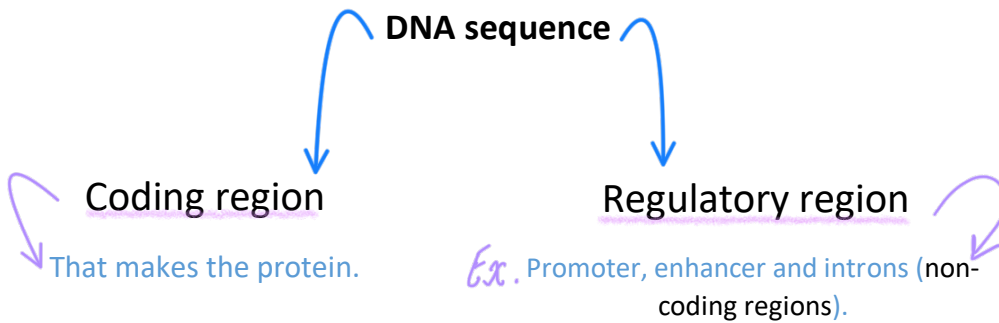 DNA sequence
Coding region
Regulatory region
That makes the protein.
Ex. Promoter, enhancer and introns (non-
coding regions).